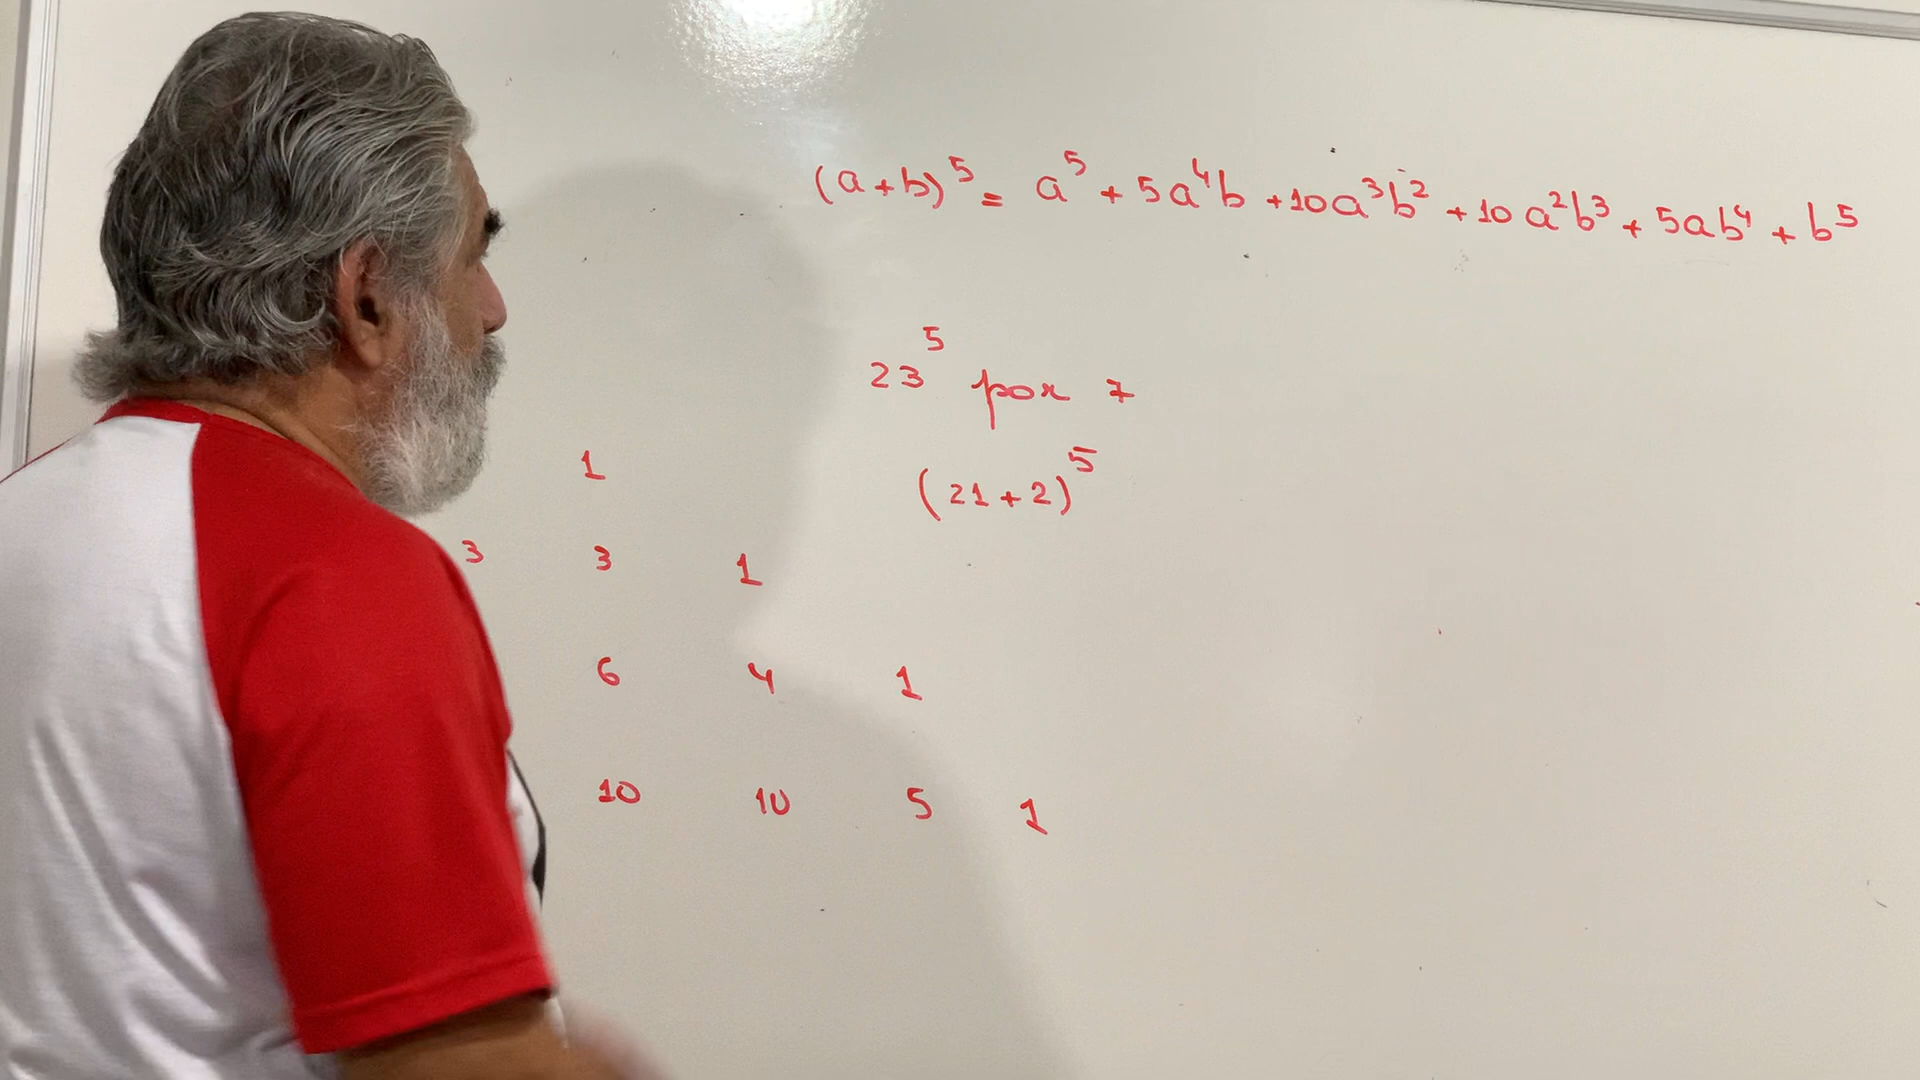 (a+b)⁵ = a⁵ + 5a⁴b + 10a³b² + 10a²b³ + 5ab⁴ + b⁵
23⁵ por 7
1
(21+2)⁵
3 3 1
6 4 1
10 10 5 1